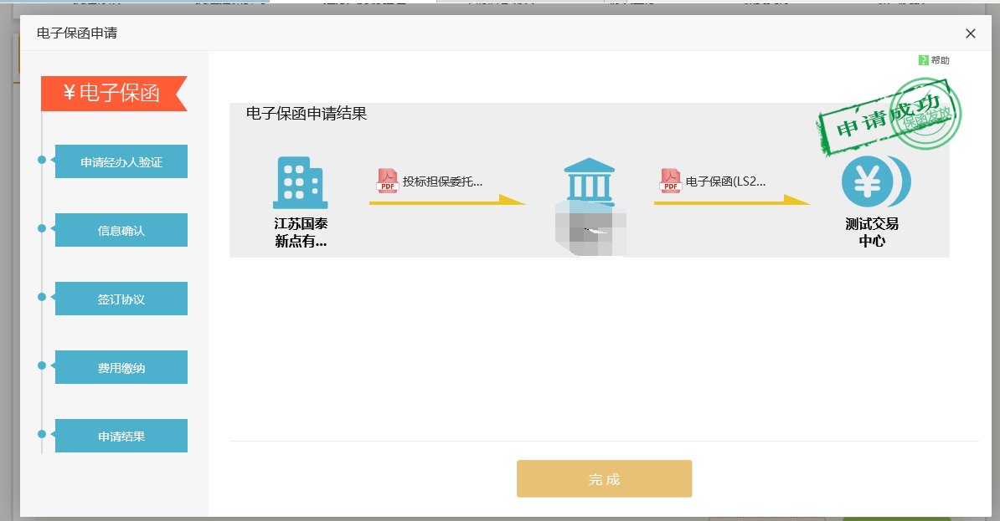 电子保函申请
帮助
¥ 电子保函
申请经办人验证
信息确认
签订协议
费用缴纳
申请结果
电子保函申请结果
申请成功
保函发放
江苏国泰
新点有...
PDF 投标担保委托...
PDF 电子保函(LS2...
测试交易
中心
完 成